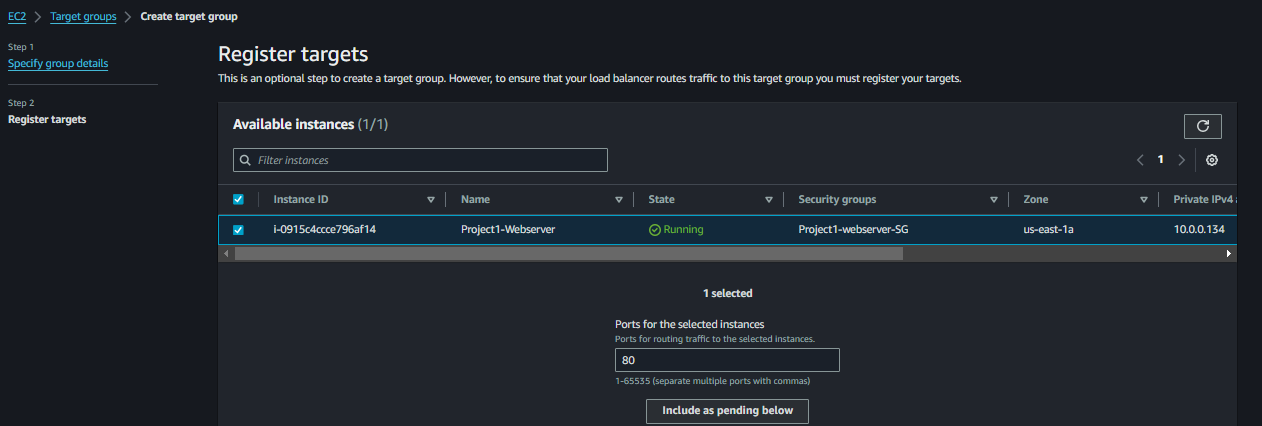 EC2 > Target groups > Create target group
Step 1
Specify group details
Step 2
Register targets
Register targets
This is an optional step to create a target group. However, to ensure that your load balancer routes traffic to this target group you must register your targets.
Available instances (1/1)
Filter instances
1
Instance ID Name State Security groups Zone Private IPv4 a
i-0915c4ccce796af14 Project1-Webserver Running Project1-webserver-SG us-east-1a 10.0.0.134
1 selected
Ports for the selected instances
Ports for routing traffic to the selected instances.
80
1-65535 (separate multiple ports with commas)
Include as pending below